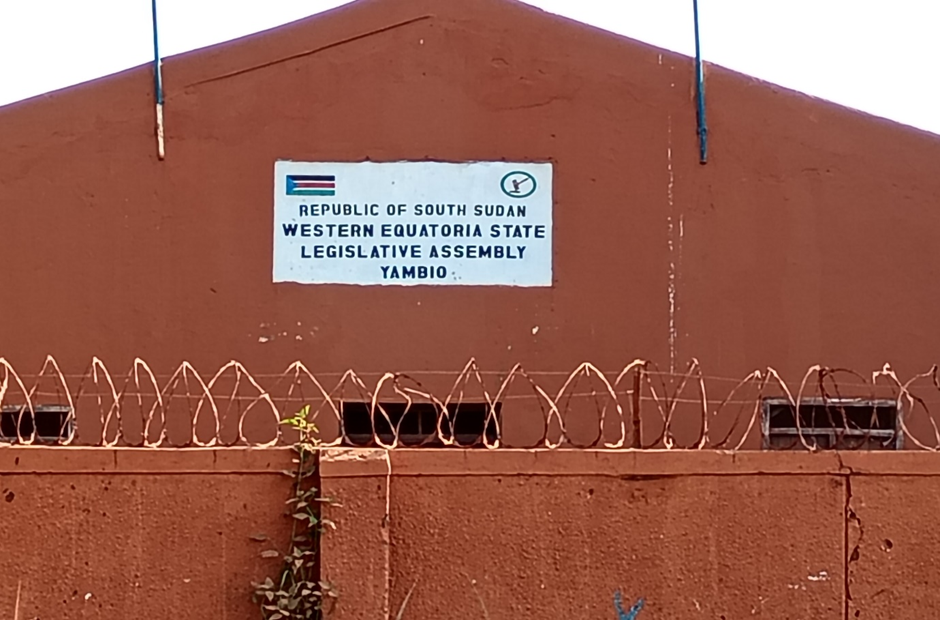 REPUBLIC OF SOUTH SUDAN
WESTERN EQUATORIA STATE
LEGISLATIVE ASSEMBLY
YAMBIO